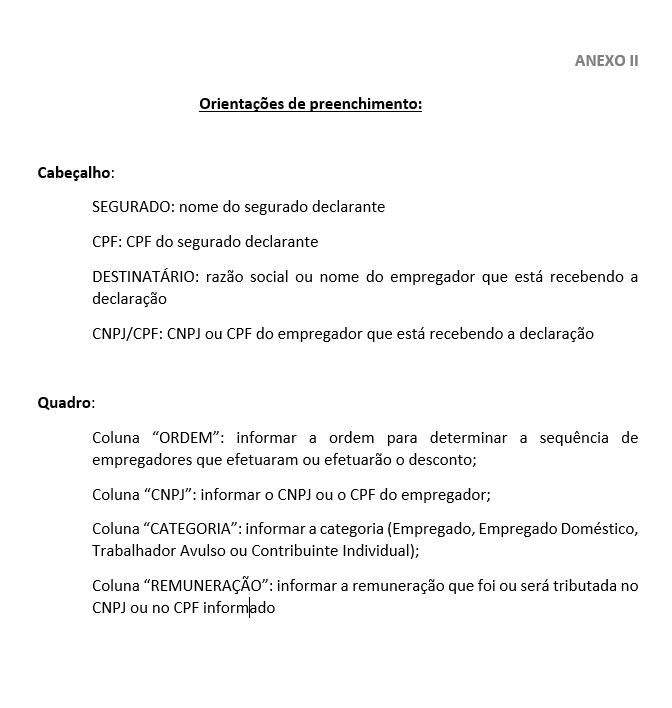 ANEXO II
Orientações de preenchimento:
Cabeçalho:
SEGURADO: nome do segurado declarante
CPF: CPF do segurado declarante
DESTINATÁRIO: razão social ou nome do empregador que está recebendo a
declaração
CNPJ/CPF: CNPJ ou CPF do empregador que está recebendo a declaração
Quadro:
Coluna “ORDEM”: informar a ordem para determinar a sequência de
empregadores que efetuaram ou efetuarão o desconto;
Coluna “CNPJ”: informar o CNPJ ou o CPF do empregador;
Coluna “CATEGORIA”: informar a categoria (Empregado, Empregado Doméstico,
Trabalhador Avulso ou Contribuinte Individual);
Coluna “REMUNERAÇÃO”: informar a remuneração que foi ou será tributada no
CNPJ ou no CPF informado